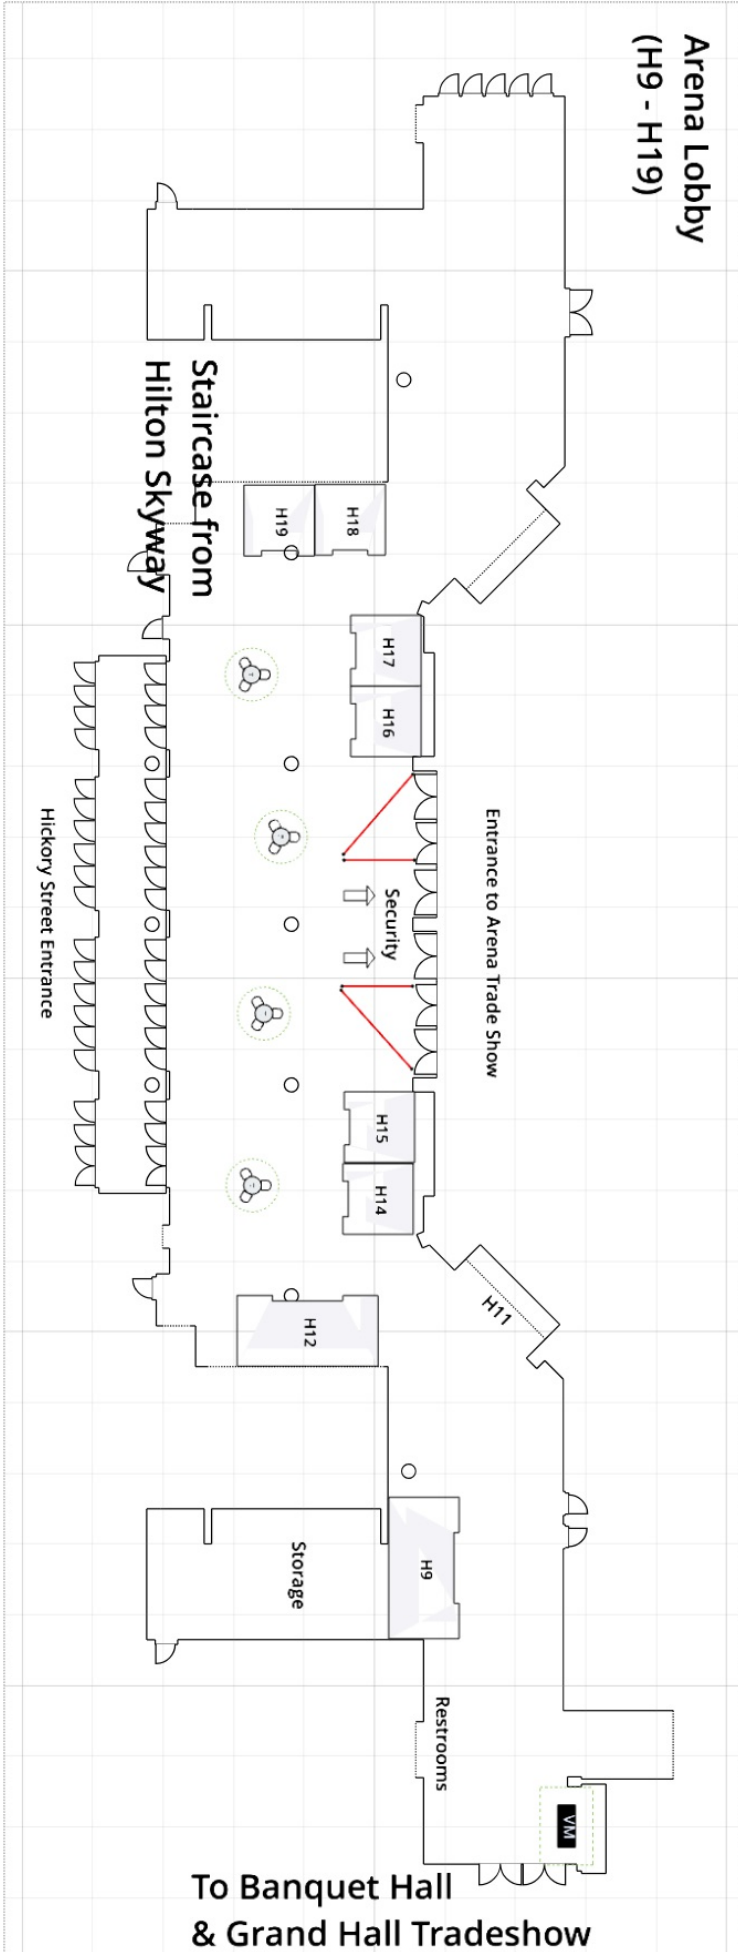 Arena Lobby
(H9 - H19)
Staircase from
Hilton Skyway
H19
H18
H17
H16
Entrance to Arena Trade Show
Security
Hickory Street Entrance
H15
H14
H11
H12
H9
Storage
Restrooms
VM
To Banquet Hall
& Grand Hall Tradeshow